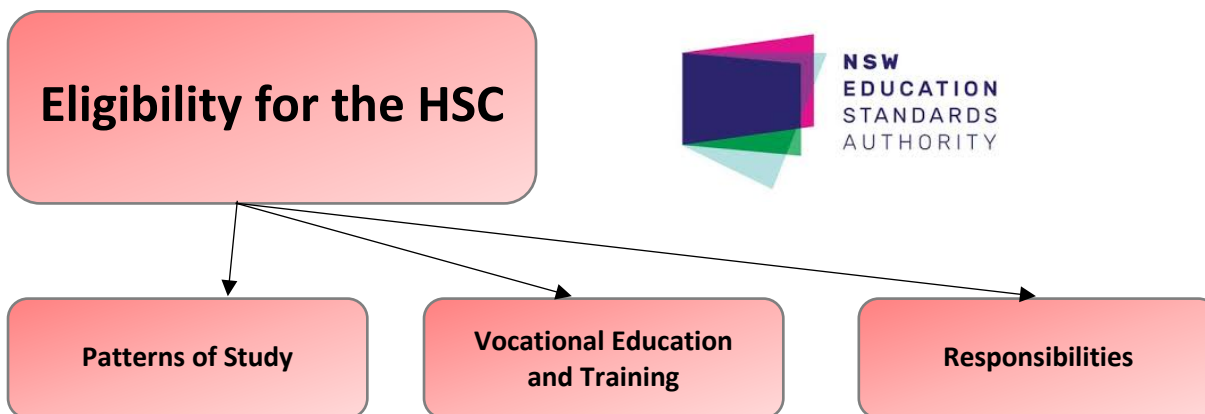 Eligibility for the HSC
NSW
EDUCATION
STANDARDS
AUTHORITY
Patterns of Study
Vocational Education
and Training
Responsibilities